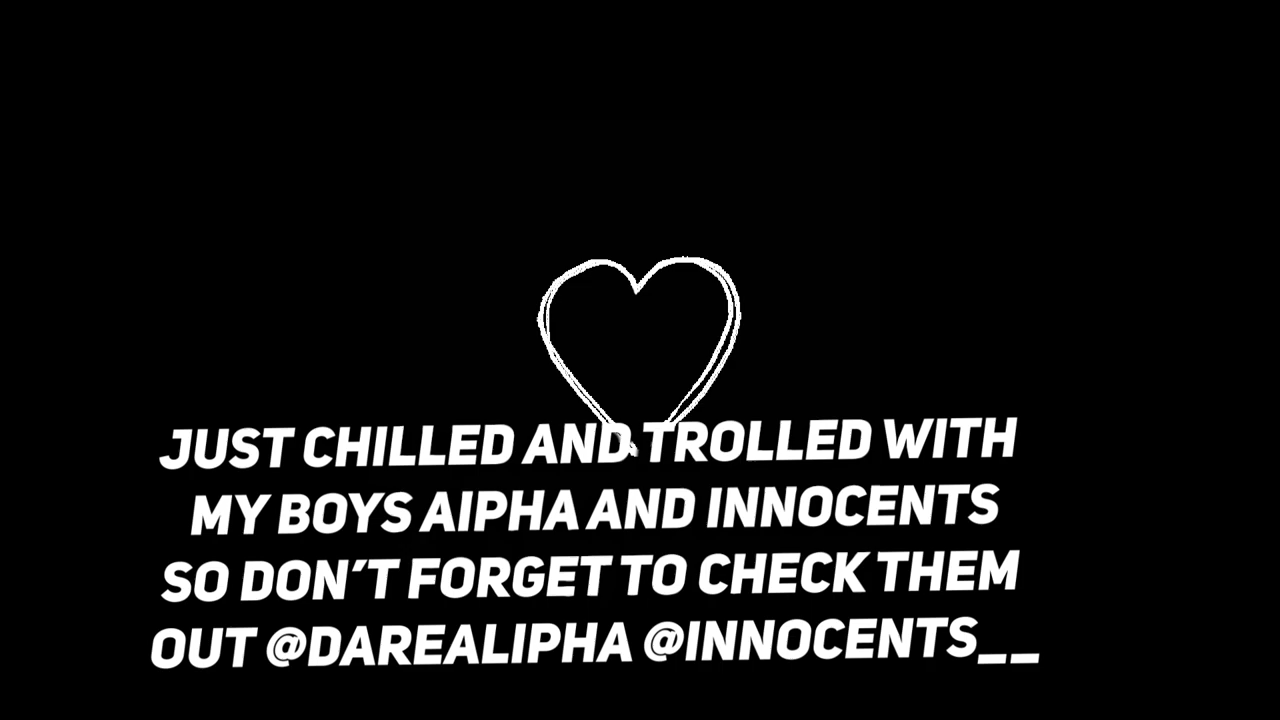 JUST CHILLED AND TROLLED WITH
MY BOYS AIPHA AND INNOCENTS
SO DON'T FORGET TO CHECK THEM
OUT @DAREALIPHA @INNOCENTS__